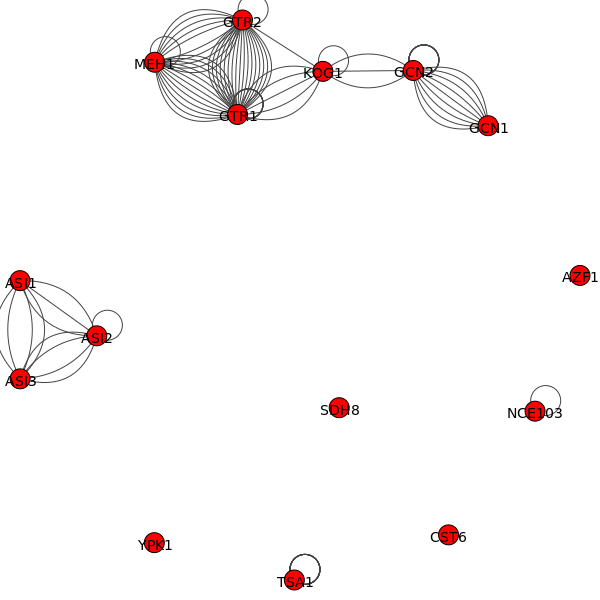 GTR2
MEH1
KOG1
GCN2
GTR1
GCN1
AZF1
ASI1
ASI2
ASI3
SDH8
NCE103
CST6
YPK1
TSA1